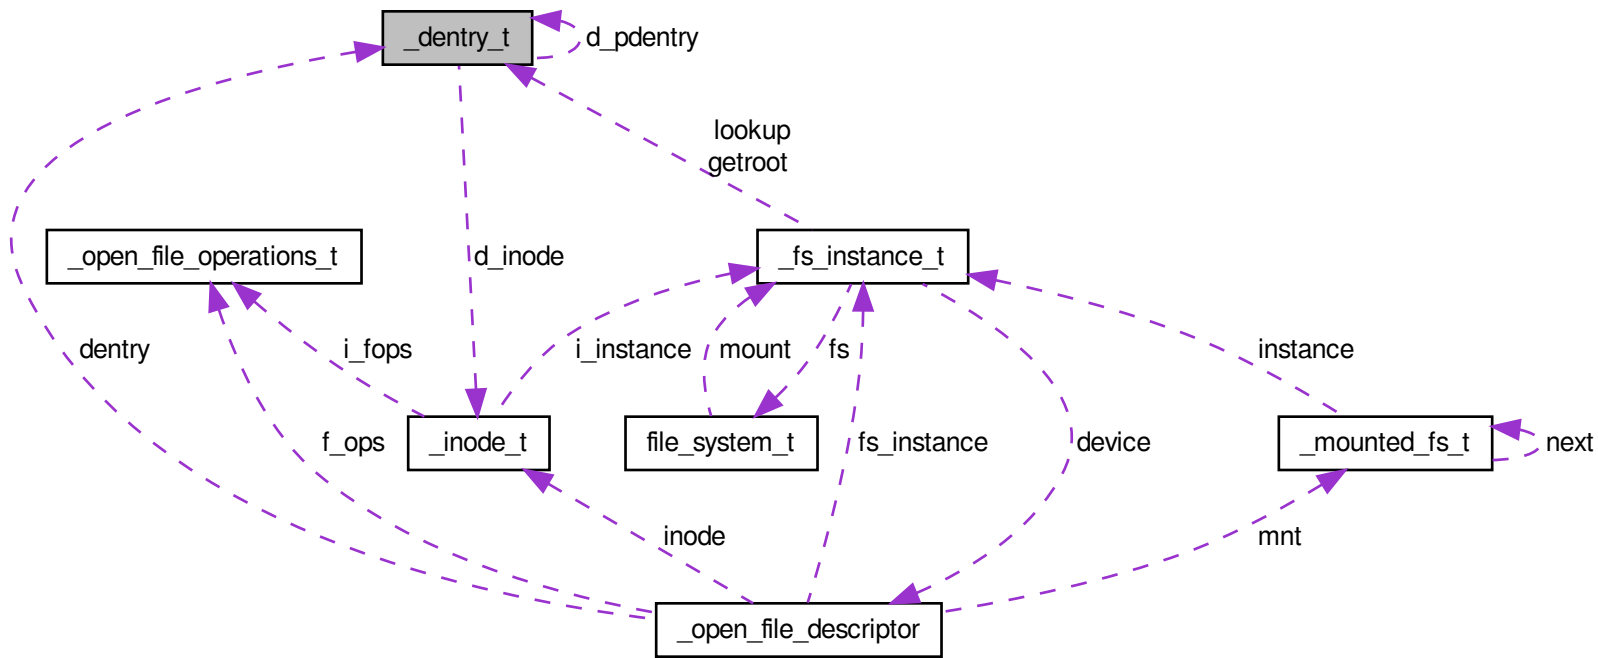 _dentry_t
d_pdentry
lookup
getroot
_open_file_operations_t
d_inode
_fs_instance_t
dentry
i_fops
i_instance
mount
fs
instance
f_ops
_inode_t
file_system_t
fs_instance
device
_mounted_fs_t
next
inode
mnt
_open_file_descriptor